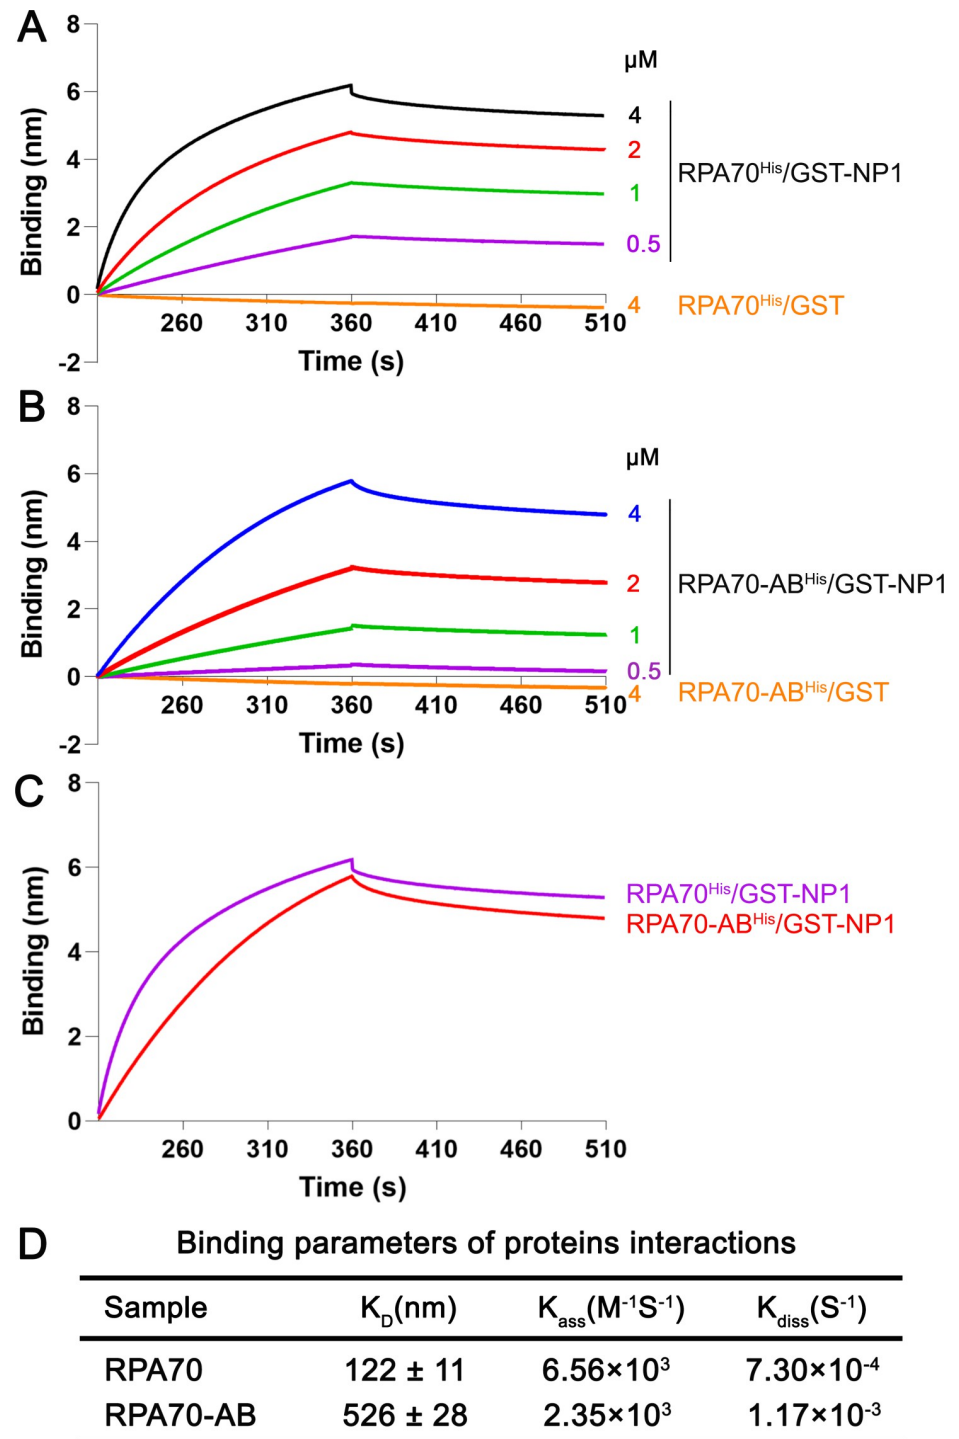 A
8
6
4
2
0
-2
Binding (nm)
260 310 360 410 460 510
Time (s)
µM
4
2
1
0.5
4
RPA70His/GST-NP1
RPA70His/GST
B
8
6
4
2
0
-2
Binding (nm)
260 310 360 410 460 510
Time (s)
µM
4
2
1
0.5
4
RPA70-ABHis/GST-NP1
RPA70-ABHis/GST
C
8
6
4
2
0
Binding (nm)
260 310 360 410 460 510
Time (s)
RPA70His/GST-NP1
RPA70-ABHis/GST-NP1
D Binding parameters of proteins interactions
Sample KD(nm) Kass(M-1S-1) Kdiss(S-1)
RPA70 122 ± 11 6.56×10³ 7.30×10-4
RPA70-AB 526 ± 28 2.35×10³ 1.17×10-3